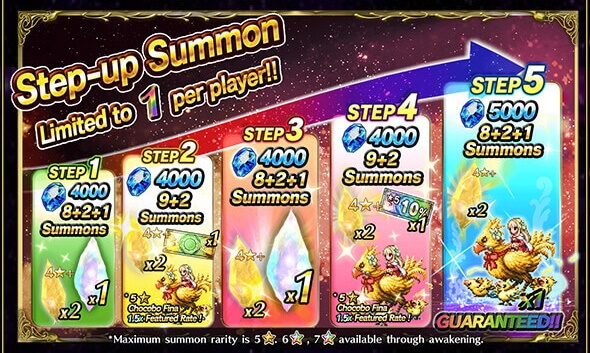 Step-up Summon
Limited to 1 per player!!
STEP 1
4000
8+2+1
Summons
4★+
x2
x1
STEP 2
4000
9+2
Summons
4★+
x1
x2
*5★
Chocobo Fina
1.5x Featured Rate!
STEP 3
4000
8+2+1
Summons
4★+
x2
x1
STEP 4
4000
9+2
Summons
4★+
5★
10%
x1
x2
*5★
Chocobo Fina
1.5x Featured Rate!
STEP 5
5000
8+2+1
Summons
4★+
x2
x1
GUARANTEED!!
*Maximum summon rarity is 5★. 6★, 7★ available through awakening.